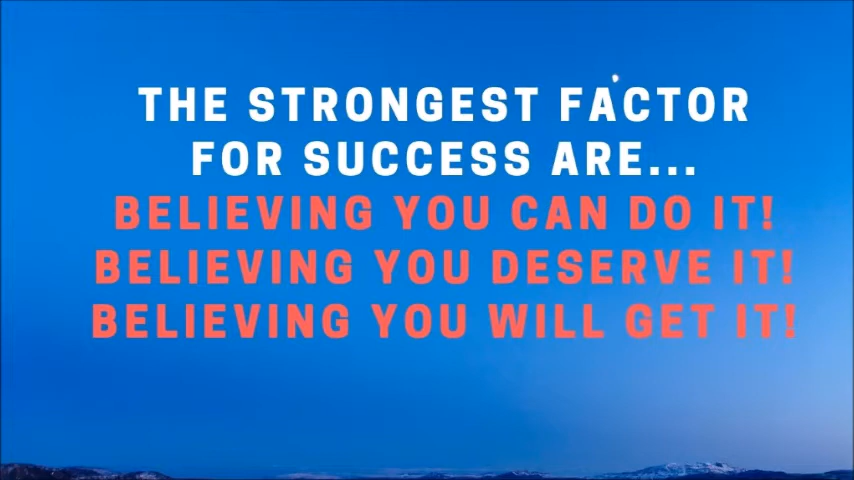 THE STRONGEST FACTOR
FOR SUCCESS ARE...
BELIEVING YOU CAN DO IT!
BELIEVING YOU DESERVE IT!
BELIEVING YOU WILL GET IT!